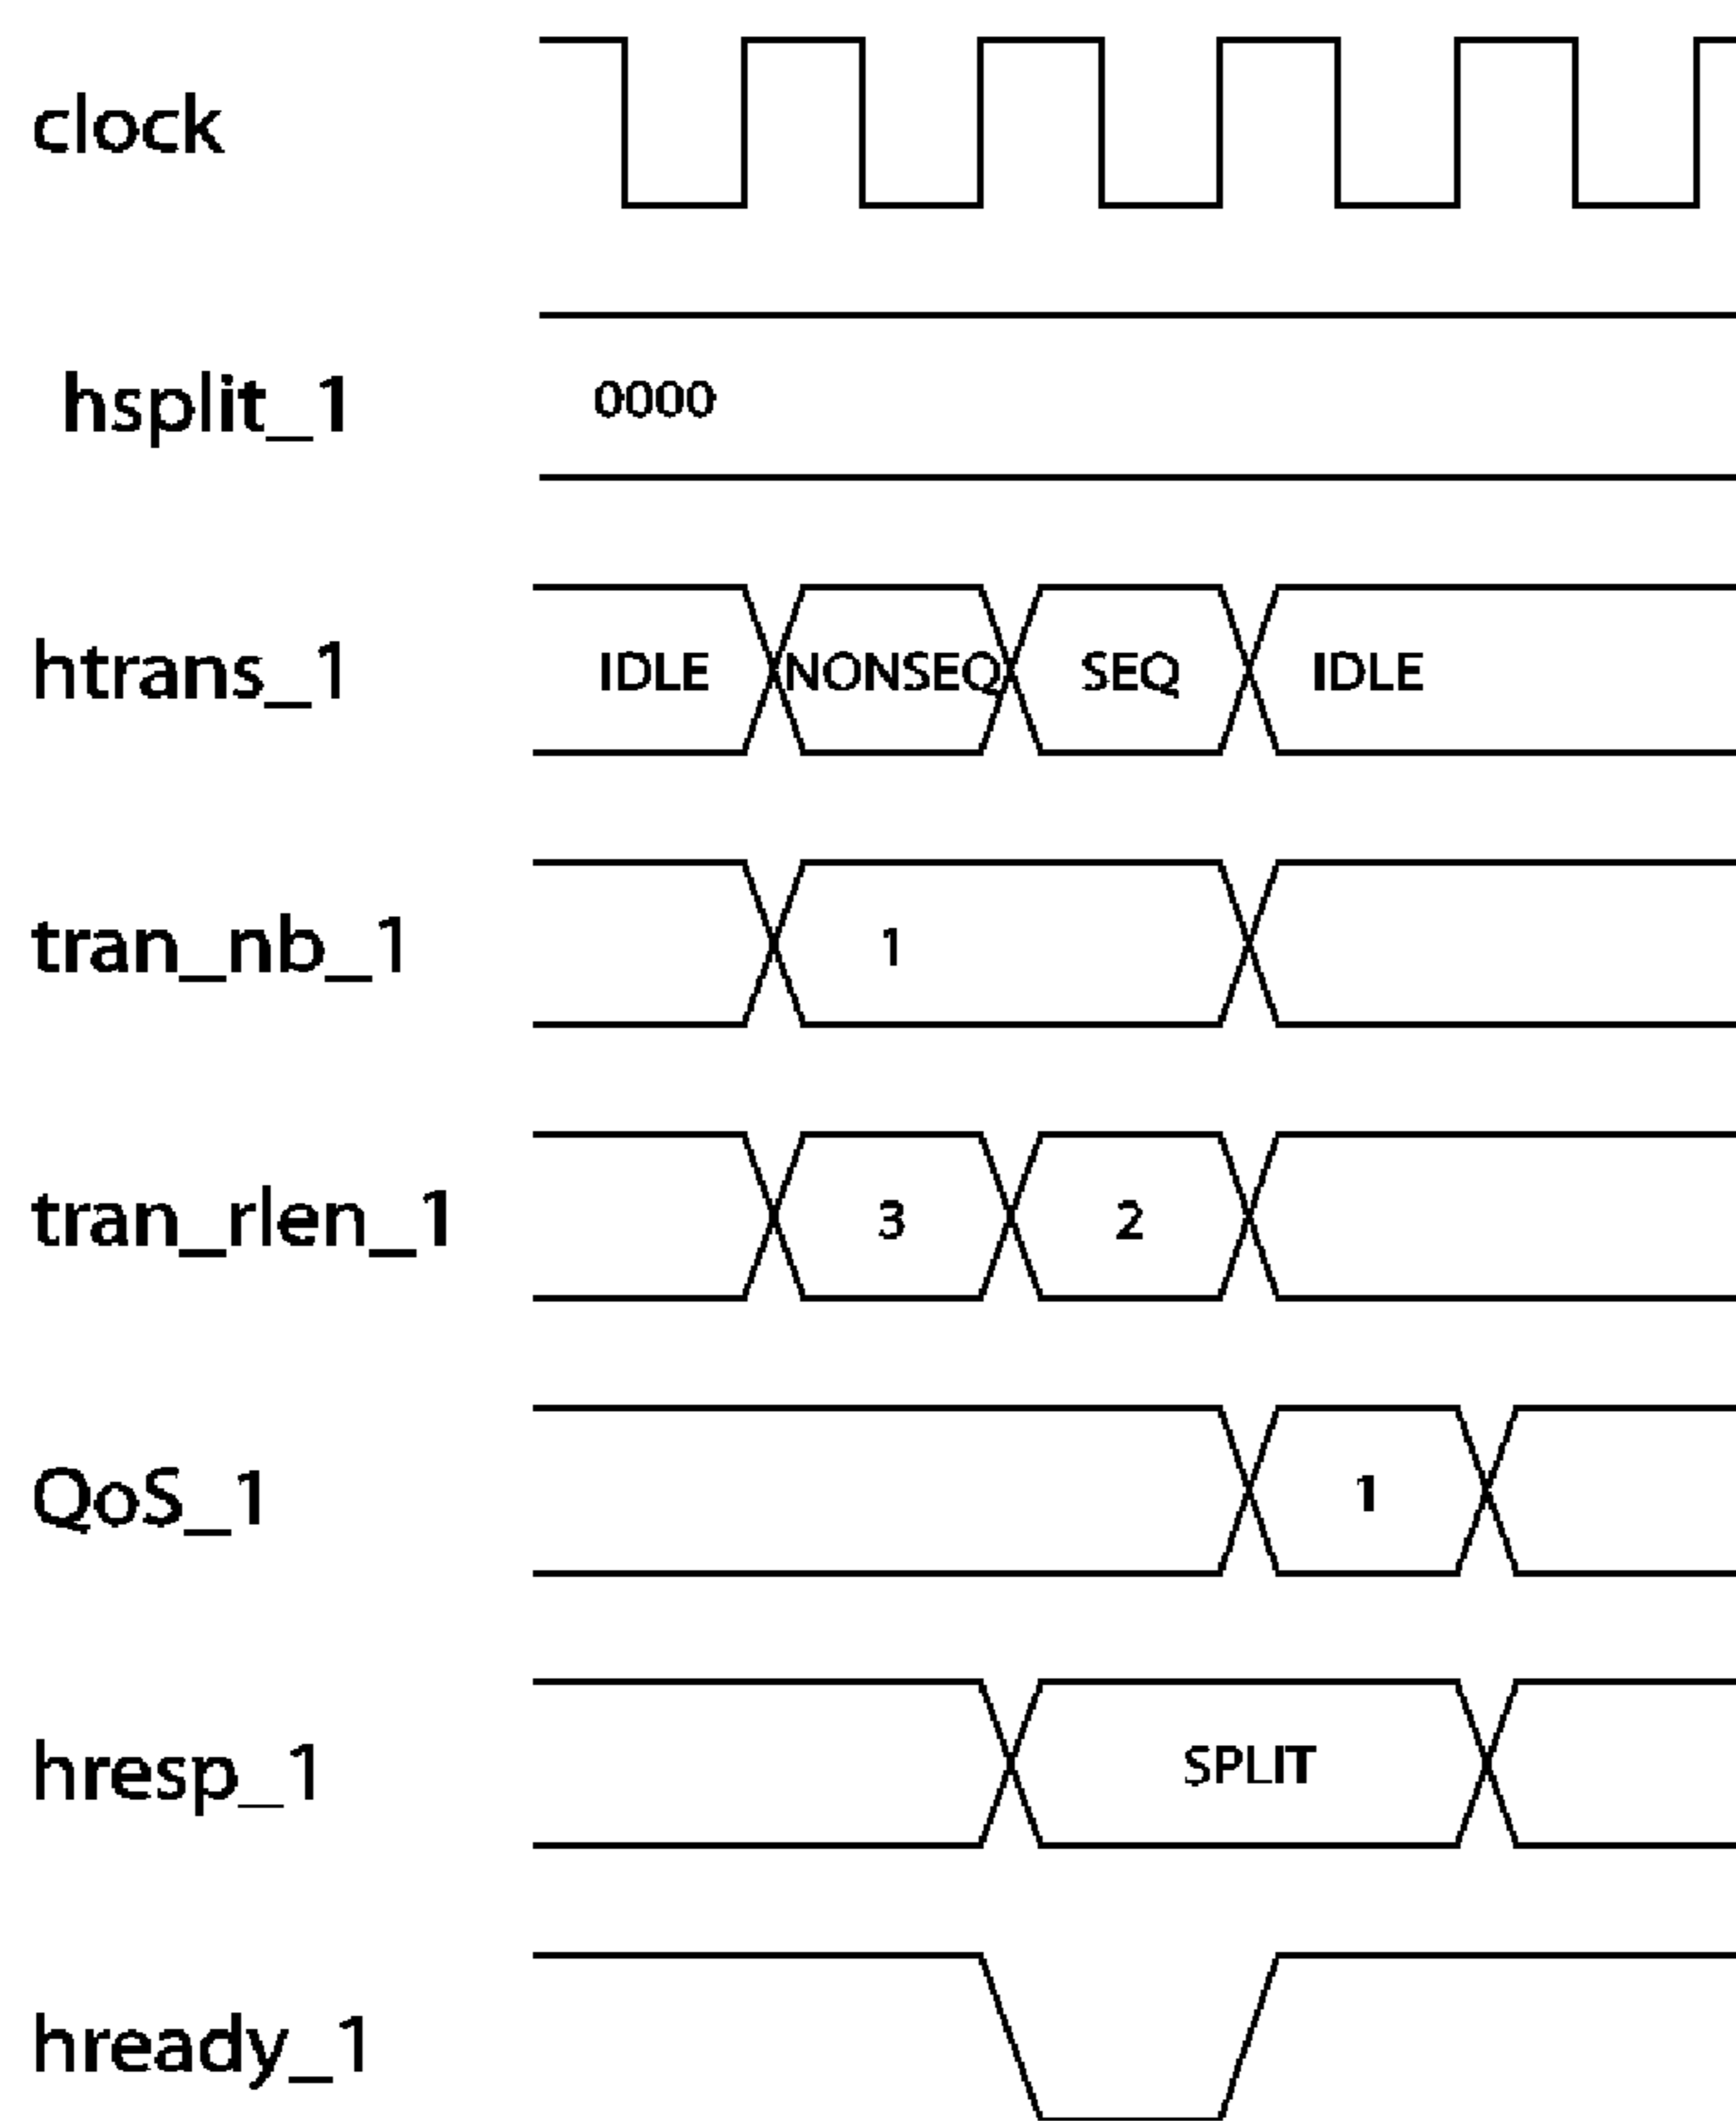 clock
hsplit_1 0000
htrans_1 IDLE NONSEQ SEQ IDLE
tran_nb_1 1
tran_rlen_1 3 2
QoS_1 1
hresp_1 SPLIT
hready_1